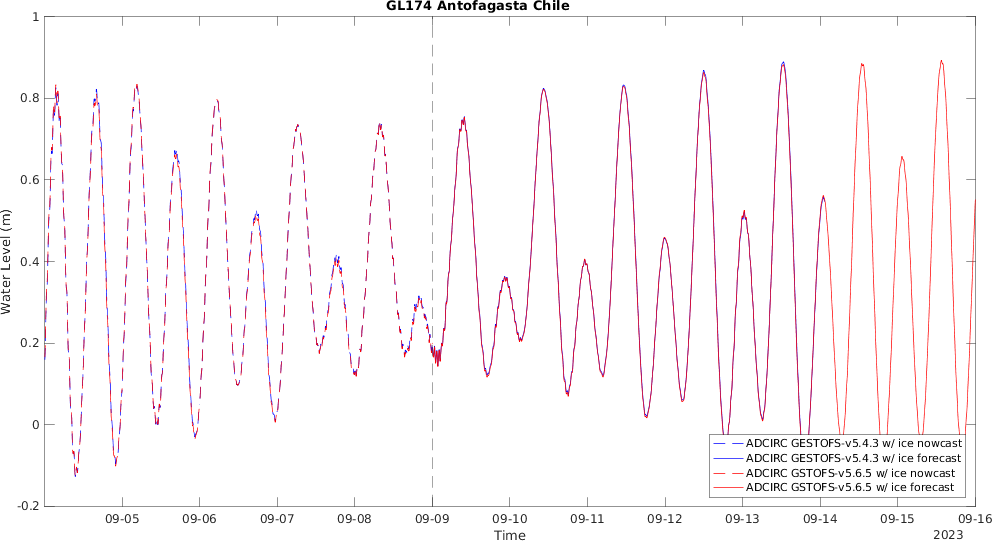 GL174 Antofagasta Chile
1
0.8
0.6
0.4
0.2
0
-0.2
Water Level (m)
09-05 09-06 09-07 09-08 09-09 09-10 09-11 09-12 09-13 09-14 09-15 09-16
Time
2023
ADCIRC GESTOFS-v5.4.3 w/ ice nowcast
ADCIRC GESTOFS-v5.4.3 w/ ice forecast
ADCIRC GSTOFS-v5.6.5 w/ ice nowcast
ADCIRC GSTOFS-v5.6.5 w/ ice forecast